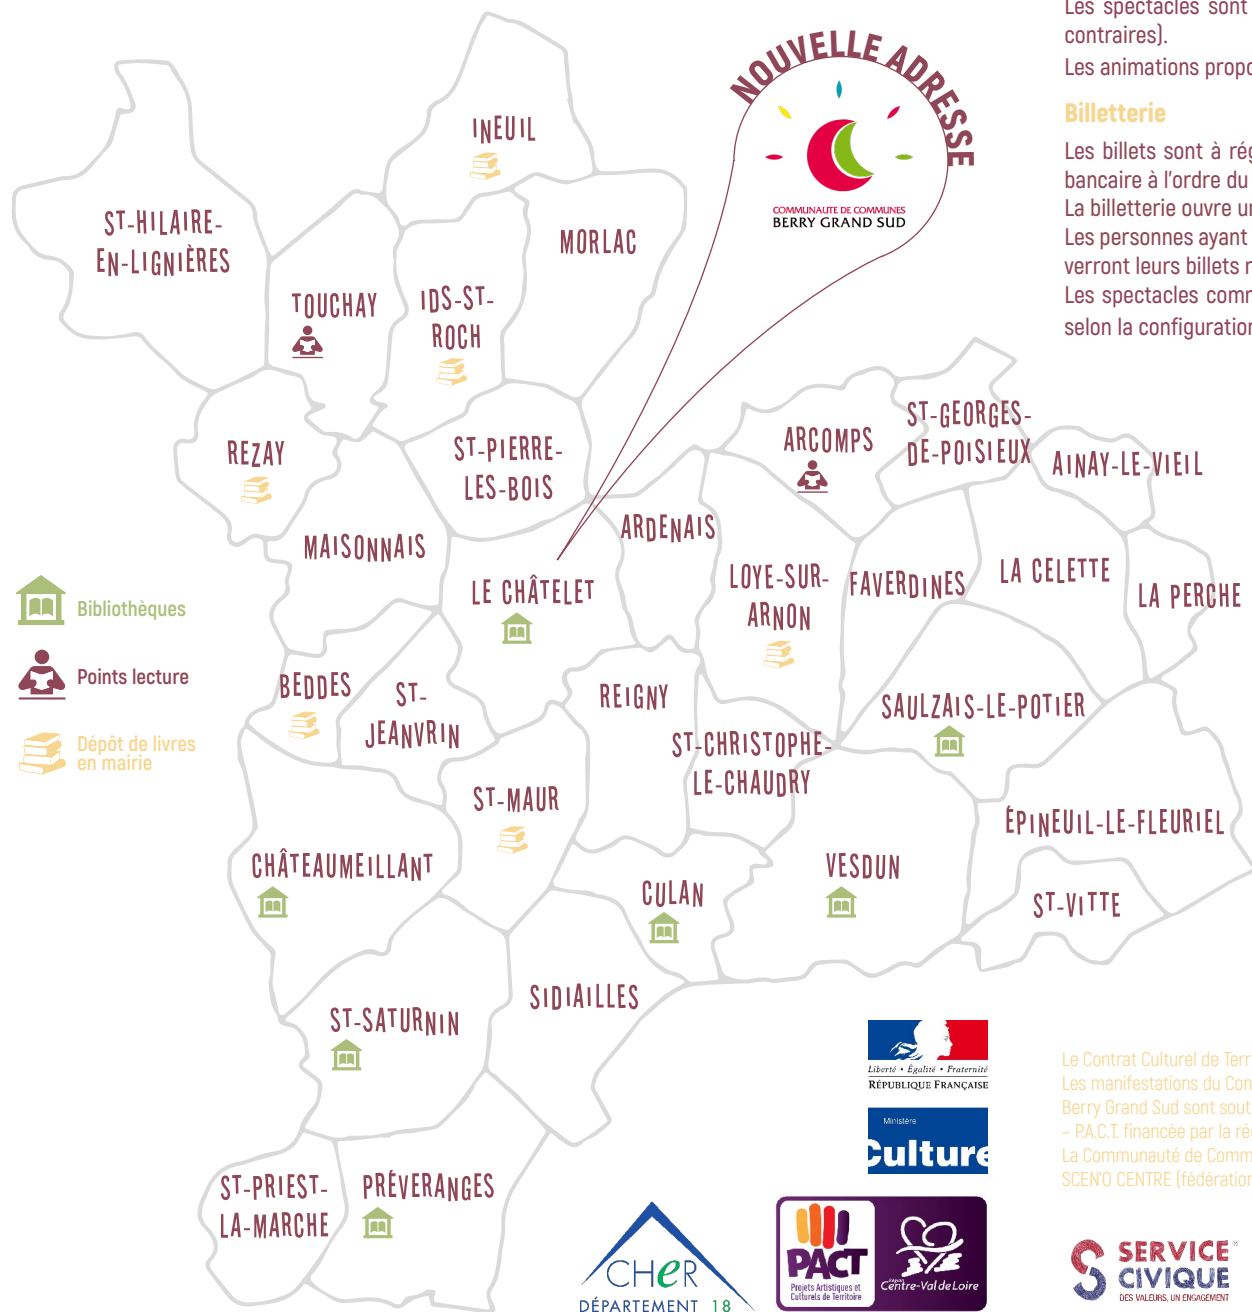 Les spectacles sont
contraires).
Les animations propo
Billetterie
Les billets sont à rég
bancaire à l'ordre du
La billetterie ouvre un
Les personnes ayant
verront leurs billets r
Les spectacles comm
selon la configuration
NOUVELLE ADRESSE
COMMUNAUTE DE COMMUNES
BERRY GRAND SUD
INEUIL
ST-HILAIRE-
EN-LIGNIÈRES
MORLAC
TOUCHAY
IDS-ST-
ROCH
REZAY
ST-PIERRE-
LES-BOIS
ARCOMPS
ST-GEORGES-
DE-POISIEUX
AINAY-LE-VIEIL
MAISONNAIS
ARDENAIS
LE CHÂTELET
LOYE-SUR-
ARNON
FAVERDINES
LA CELETTE
LA PERCHE
Bibliothèques
Points lecture
Dépôt de livres
en mairie
BEDDES
ST-
JEANVRIN
REIGNY
SAULZAIS-LE-POTIER
ST-CHRISTOPHE-
LE-CHAUDRY
ST-MAUR
ÉPINEUIL-LE-FLEURIEL
CHÂTEAUMEILLANT
CULAN
VESDUN
ST-VITTE
SIDIAILLES
ST-SATURNIN
ST-PRIEST-
LA-MARCHE
PRÉVERANGES
Liberté • Égalité • Fraternité
RÉPUBLIQUE FRANÇAISE
Ministère
Culture
Le Contrat Culturel de Terr
Les manifestations du Con
Berry Grand Sud sont sout
– P.A.C.T. financée par la ré
La Communauté de Comm
SCEN'O CENTRE (fédération
CHER
DÉPARTEMENT 18
PACT
Projets Artistiques et
Culturels de Territoire
Région
Centre-Val de Loire
SERVICE
CIVIQUE
DES VALEURS, UN ENGAGEMENT